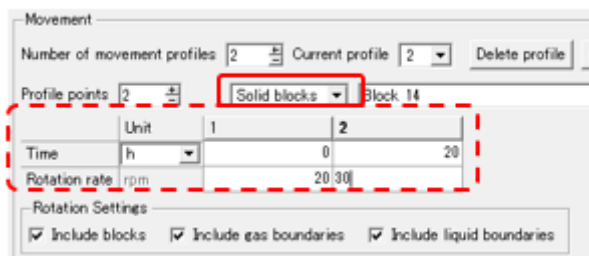 Movement
Number of movement profiles 2 Current profile 2 Delete profile
Profile points 2 Solid blocks Block 14
Unit 1 2
Time h 0 20
Rotation rate rpm 20 30
Rotation Settings
Include blocks Include gas boundaries Include liquid boundaries